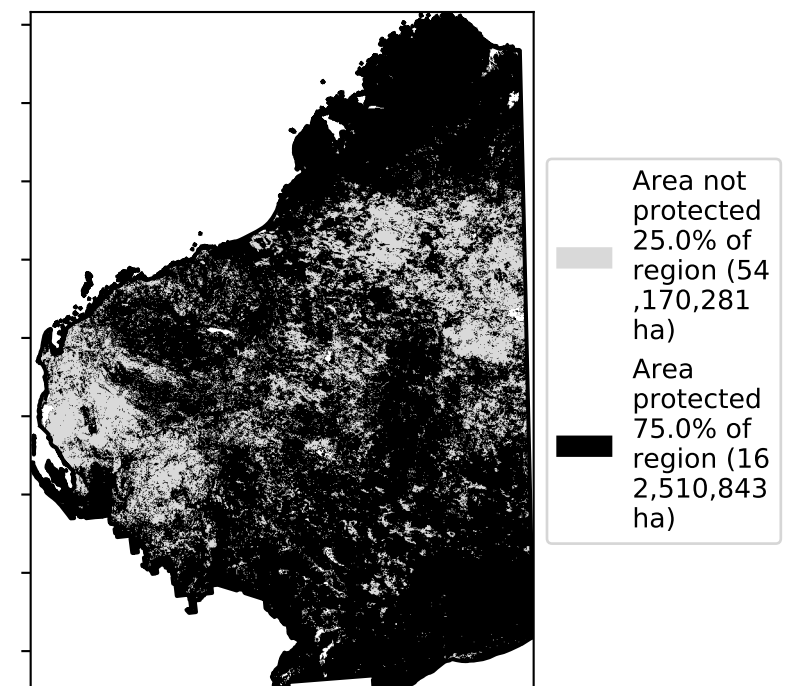 Area not
protected
25.0% of
region (54
,170,281
ha)
Area
protected
75.0% of
region (16
2,510,843
ha)